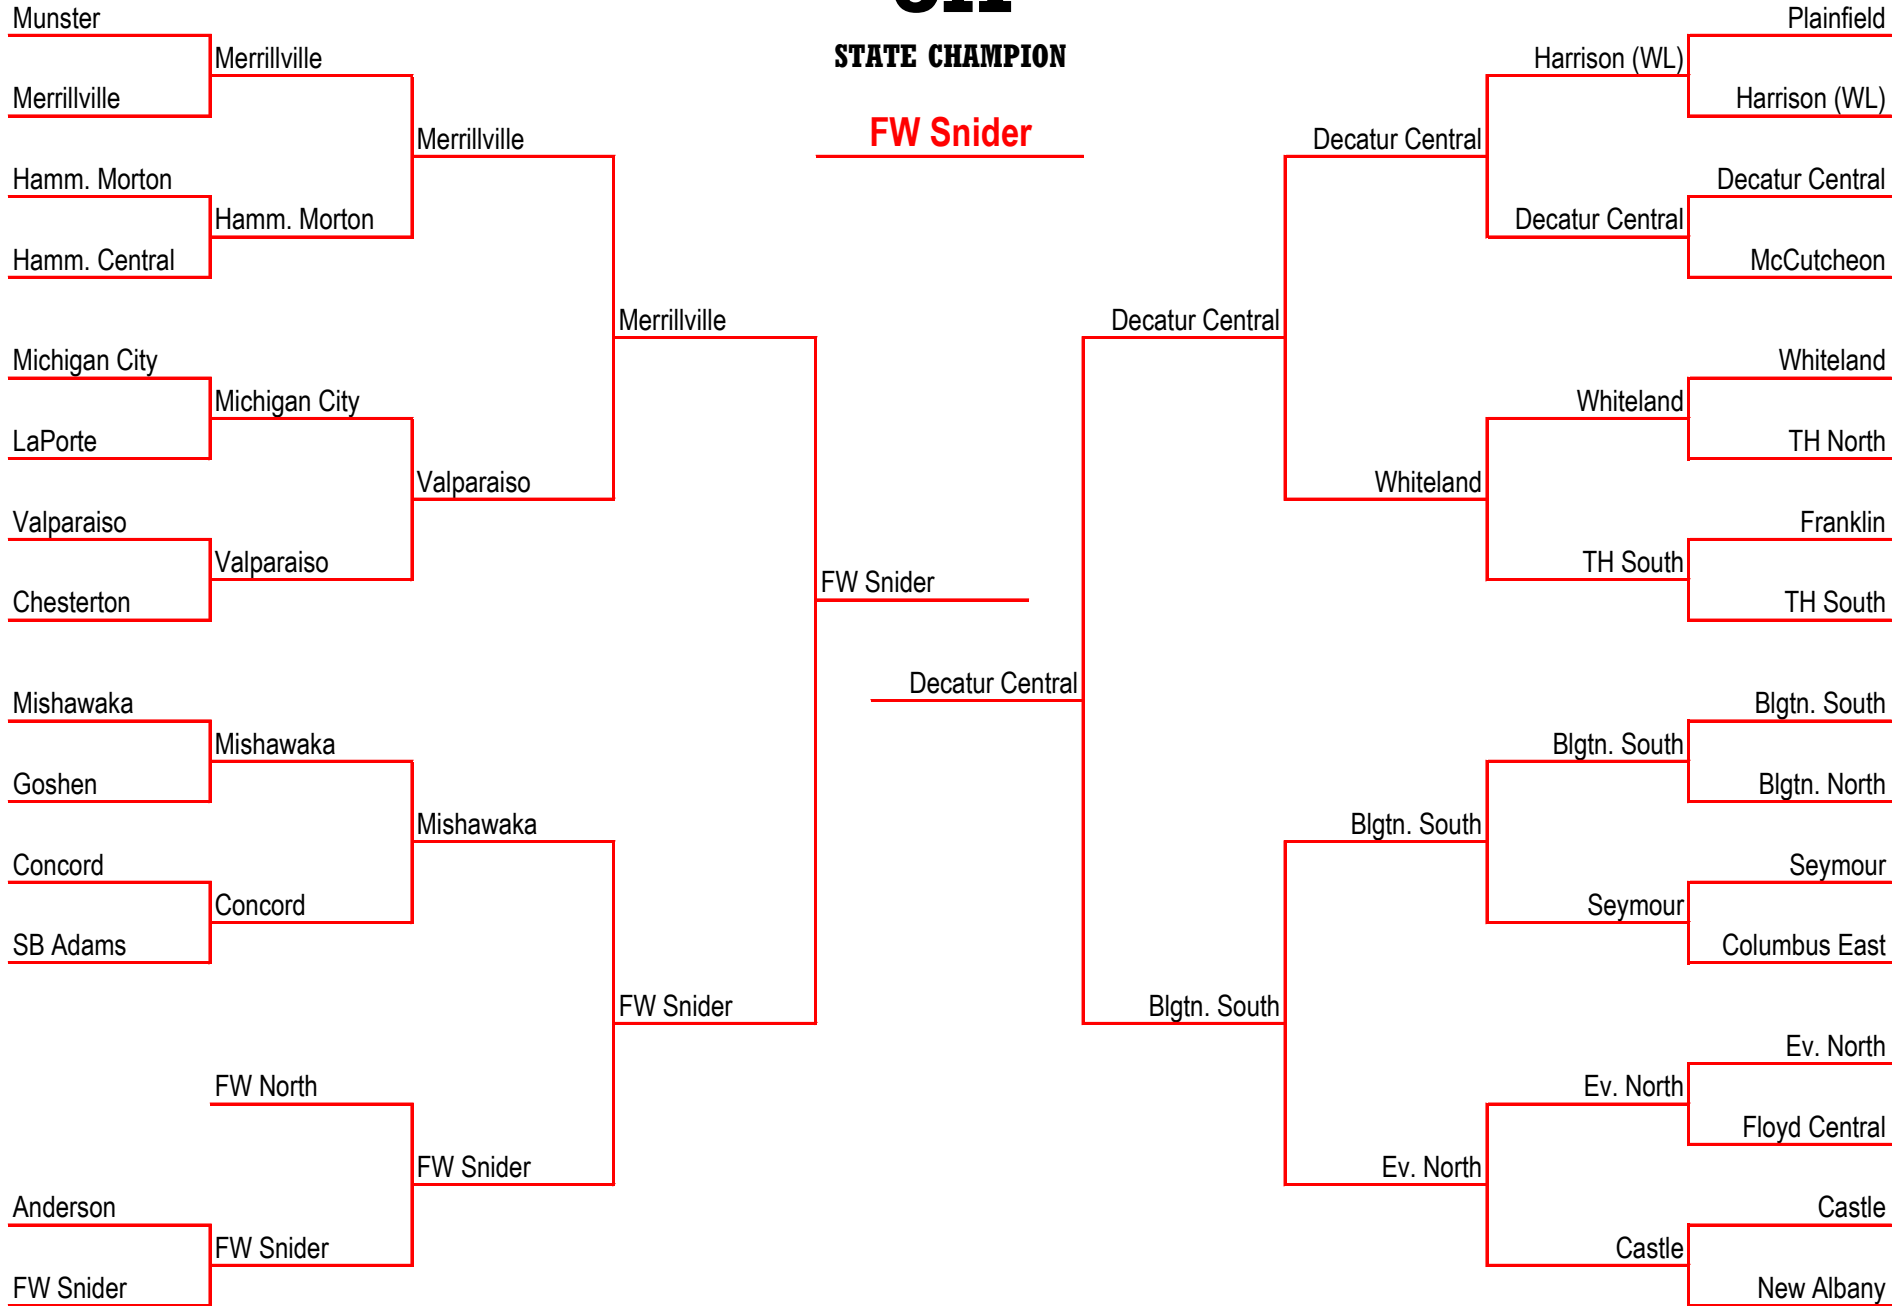 STATE CHAMPION
FW Snider
Munster
Merrillville
Merrillville
Merrillville
Hamm. Morton
Hamm. Morton
Hamm. Central
Merrillville
Michigan City
Michigan City
LaPorte
Valparaiso
Valparaiso
Valparaiso
Chesterton
FW Snider
Mishawaka
Mishawaka
Goshen
Mishawaka
Concord
Concord
SB Adams
FW Snider
FW North
FW Snider
Anderson
FW Snider
FW Snider
Plainfield
Harrison (WL)
Harrison (WL)
Decatur Central
Decatur Central
Decatur Central
McCutcheon
Decatur Central
Whiteland
Whiteland
TH North
Whiteland
Franklin
TH South
TH South
Decatur Central
Blgtn. South
Blgtn. South
Blgtn. North
Blgtn. South
Seymour
Seymour
Columbus East
Blgtn. South
Ev. North
Ev. North
Floyd Central
Ev. North
Castle
Castle
New Albany